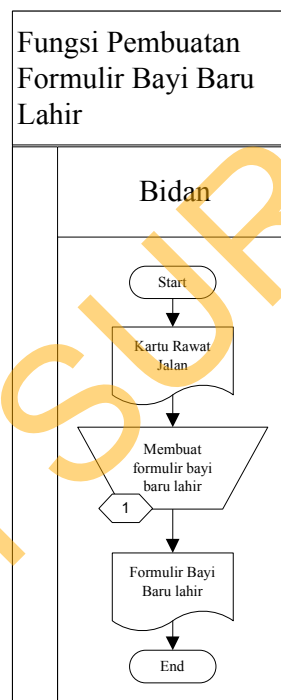 Fungsi Pembuatan
Formulir Bayi Baru
Lahir
Bidan
Start
Kartu Rawat
Jalan
Membuat
formulir bayi
baru lahir
1
Formulir Bayi
Baru lahir
End